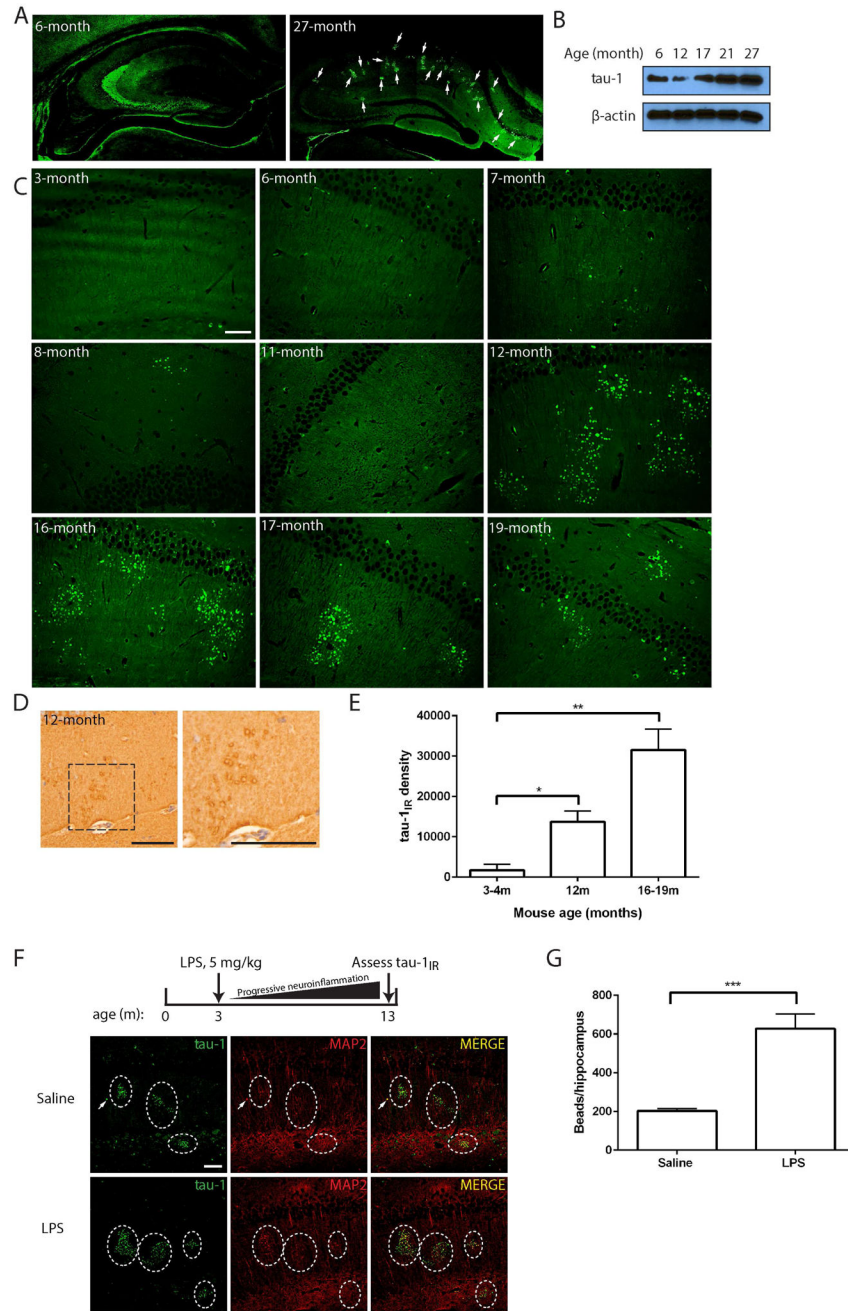 A
6-month
27-month
B
Age (month) 6 12 17 21 27
tau-1
β-actin
C
3-month
6-month
7-month
8-month
11-month
12-month
16-month
17-month
19-month
D
12-month
E
40000
30000
20000
10000
0
tau-1IR density
**
*
3-4m
12m
16-19m
Mouse age (months)
F
LPS, 5 mg/kg
Assess tau-1IR
Progressive neuroinflammation
age (m):
0
3
13
tau-1
MAP2
MERGE
Saline
tau-1
MAP2
MERGE
LPS
G
800
600
400
200
0
Beads/hippocampus
***
Saline
LPS